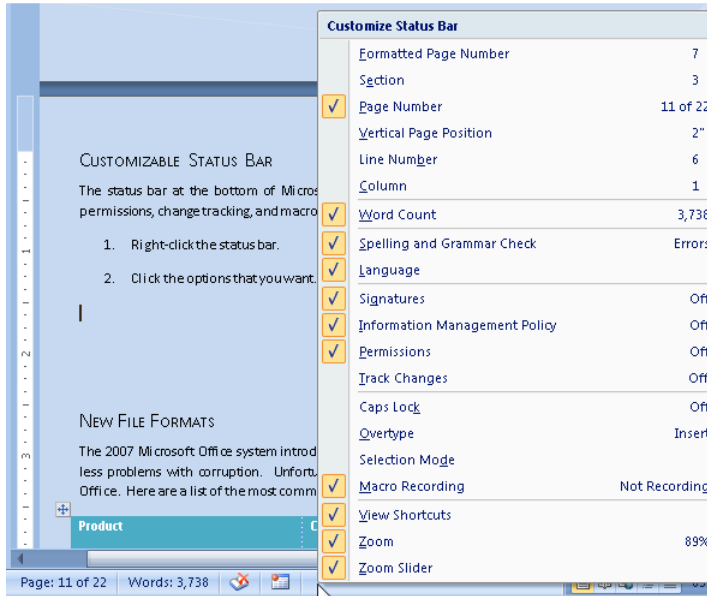 Customize Status Bar
Formatted Page Number 7
Section 3
Page Number 11 of 22
Vertical Page Position 2"
Line Number 6
Column 1
Word Count 3,738
Spelling and Grammar Check Errors
Language
Signatures Off
Information Management Policy Off
Permissions Off
Track Changes Off
Caps Lock Off
Overtype Insert
Selection Mode
Macro Recording Not Recording
View Shortcuts
Zoom 89%
Zoom Slider
CUSTOMIZABLE STATUS BAR
The status bar at the bottom of Micros
permissions, change tracking, and macro
1. Right-click the status bar.
2. Click the options that you want.
NEW FILE FORMATS
The 2007 Microsoft Office system introd
less problems with corruption. Unfortu
Office. Here are a list of the most comm
Product C
1
2
3
Page: 11 of 22 Words: 3,738